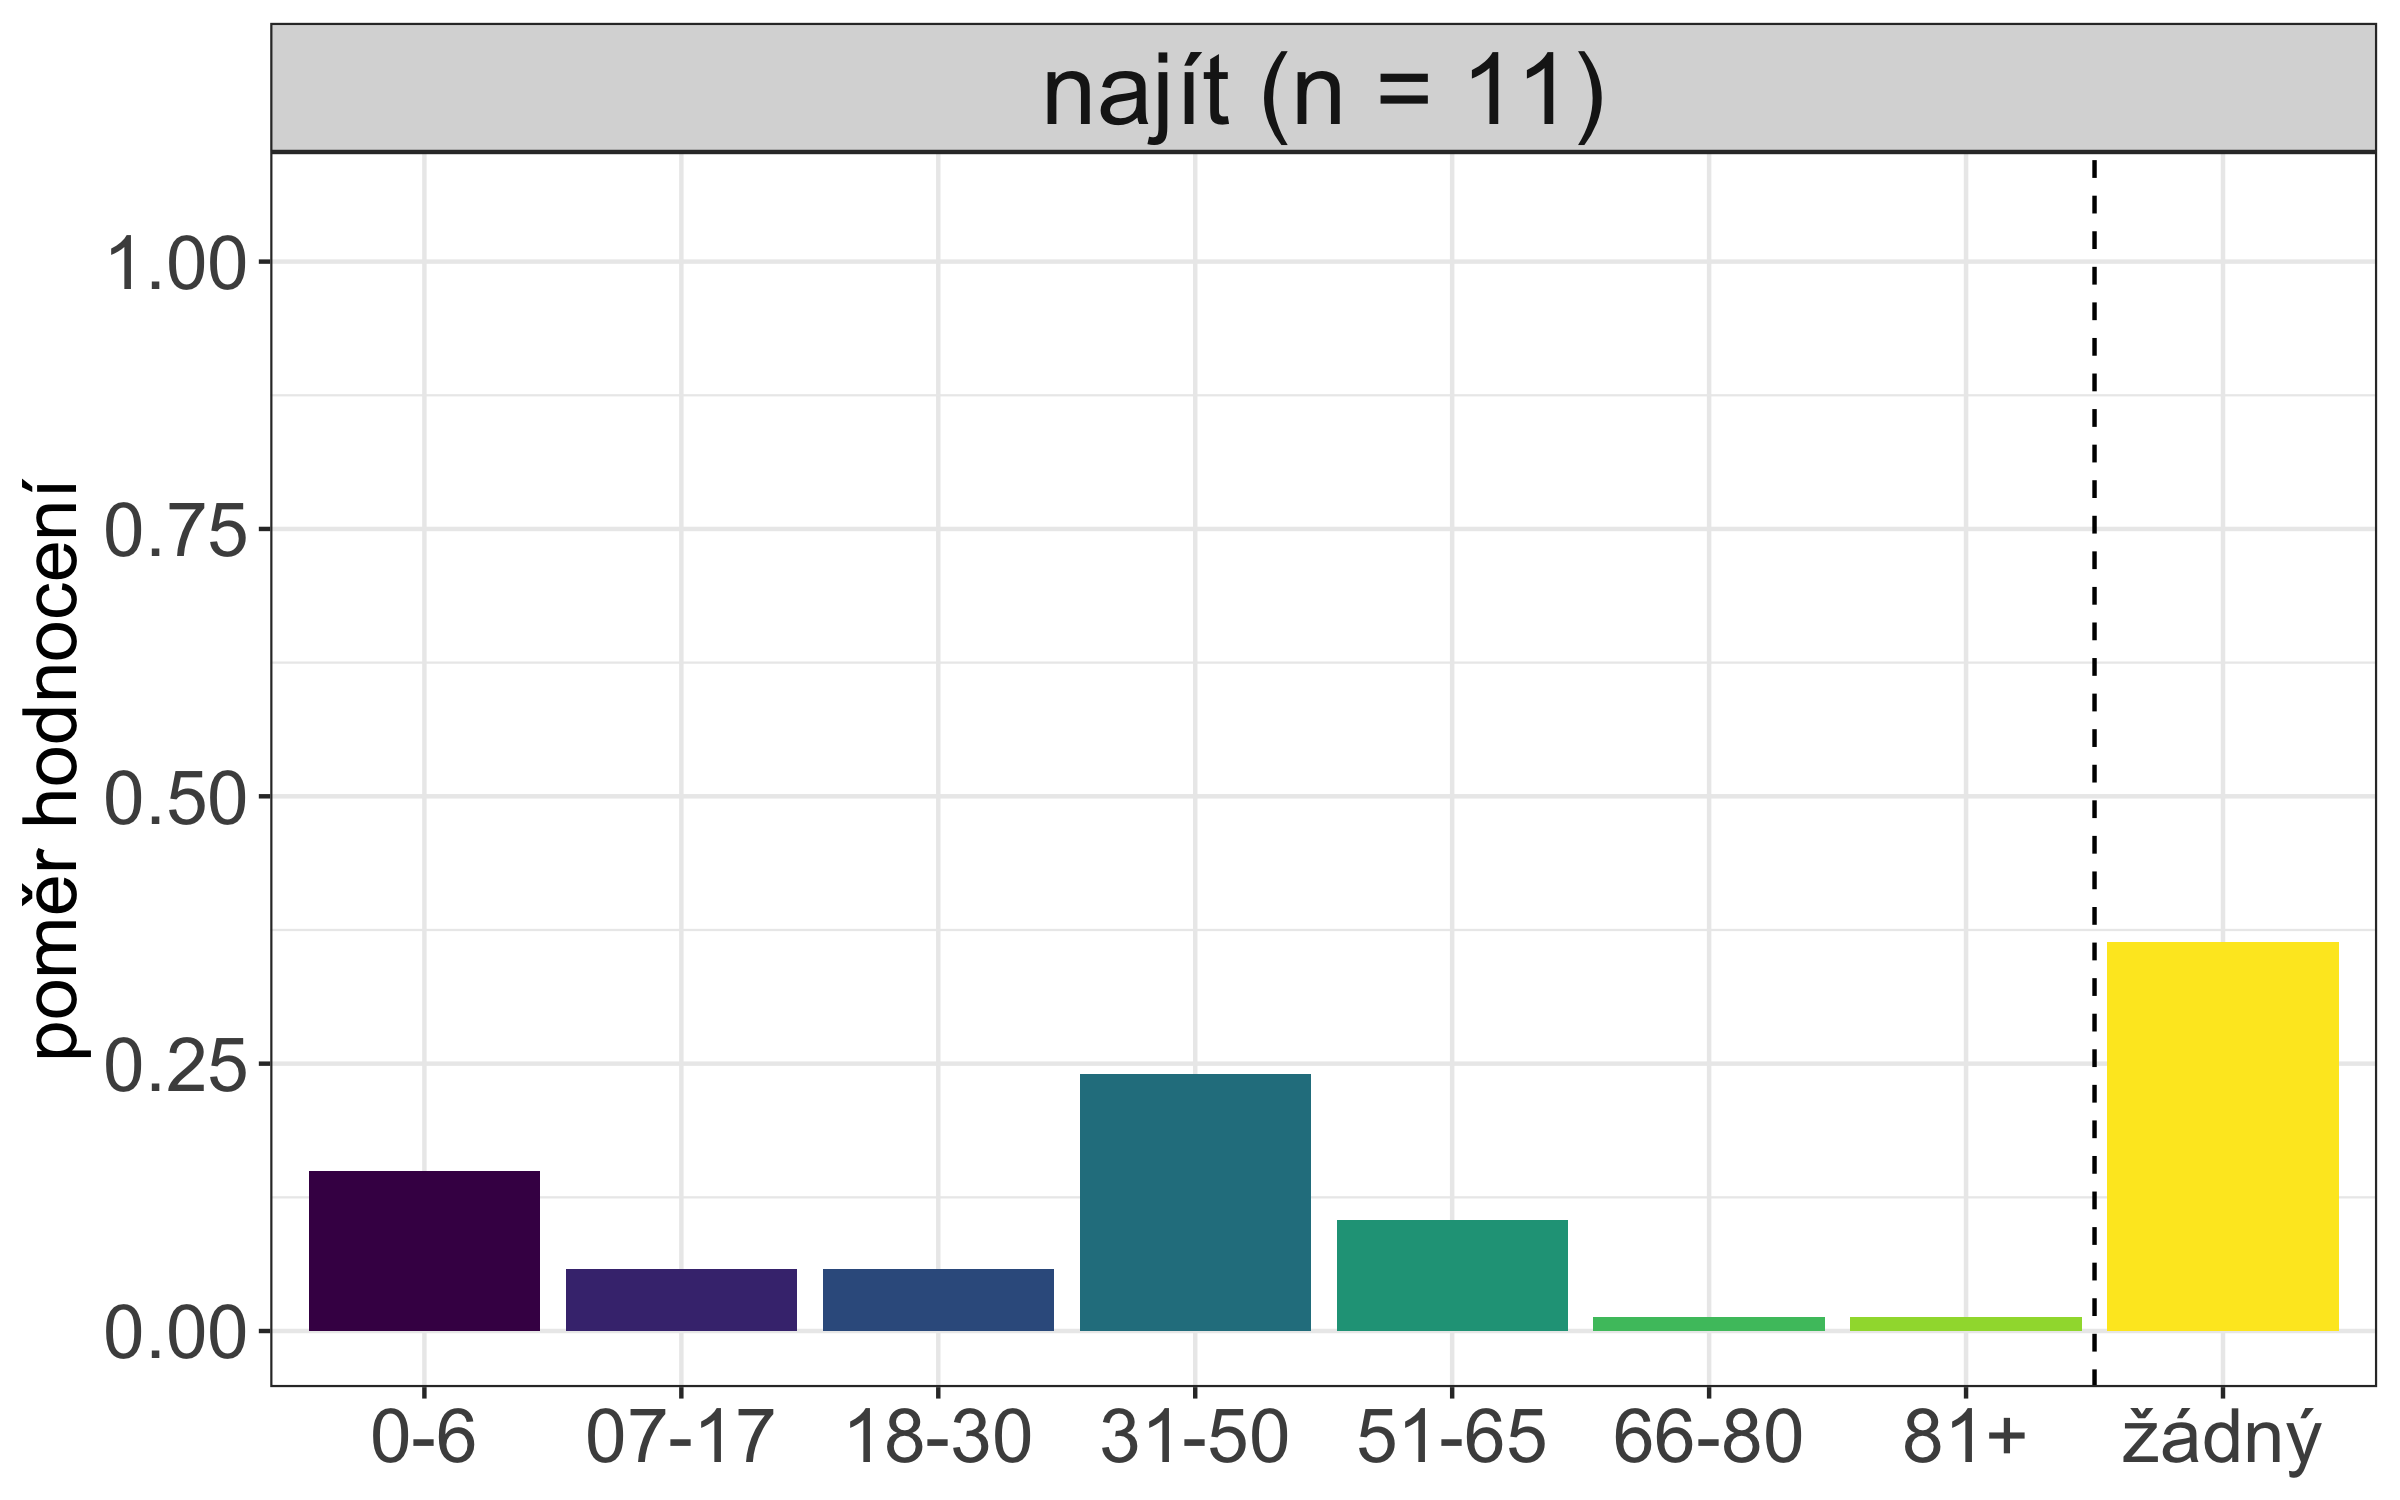 najít (n = 11)
poměr hodnocení
1.00
0.75
0.50
0.25
0.00
0-6 07-17 18-30 31-50 51-65 66-80 81+ žádný